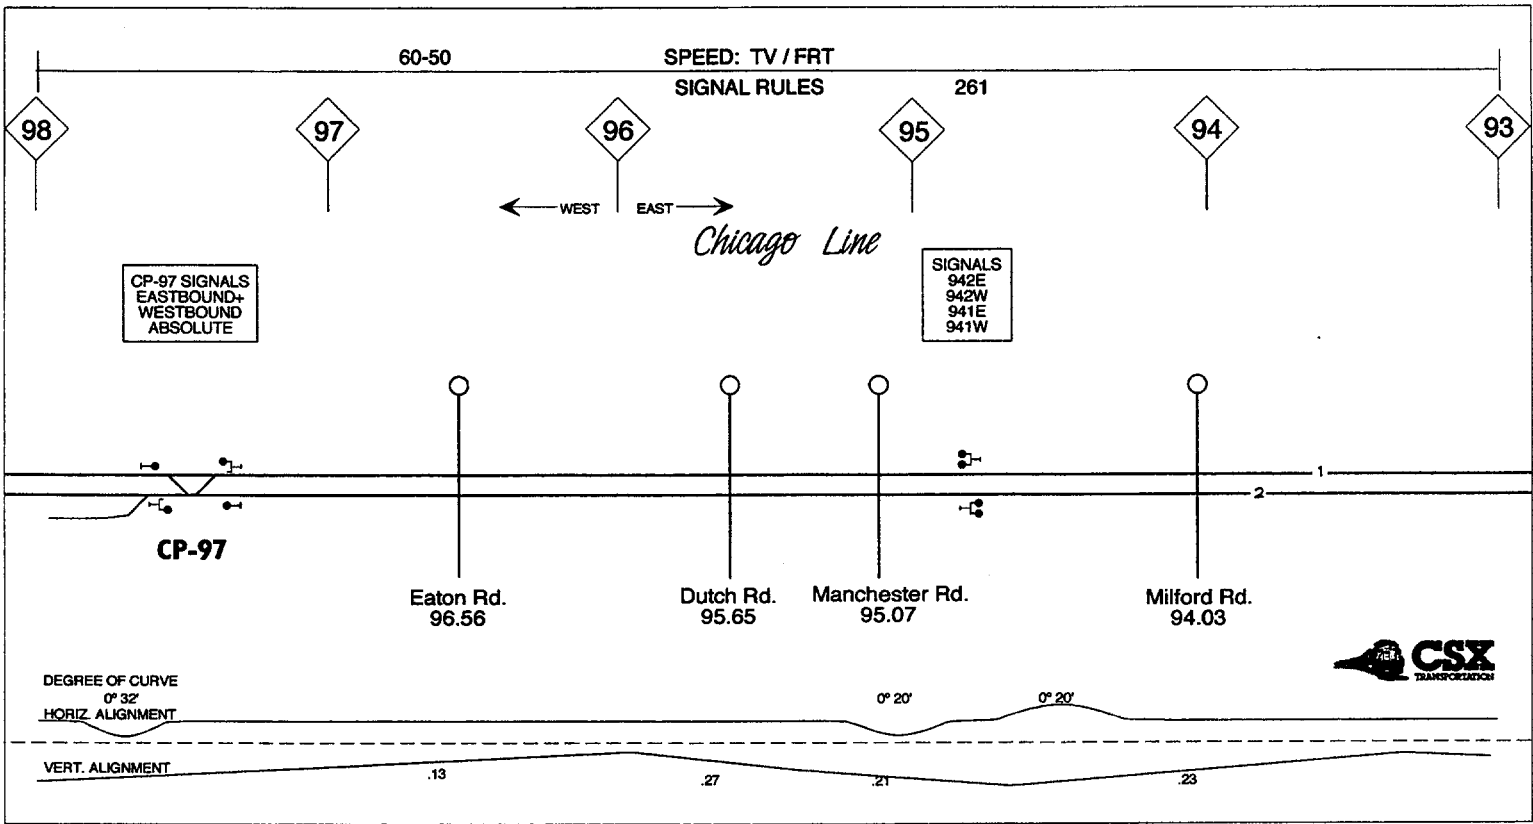 60-50 SPEED: TV / FRT
SIGNAL RULES 261
98 97 96 95 94 93
WEST EAST
Chicago Line
CP-97 SIGNALS
EASTBOUND+
WESTBOUND
ABSOLUTE
SIGNALS
942E
942W
941E
941W
1
2
CP-97
Eaton Rd.
96.56
Dutch Rd.
95.65
Manchester Rd.
95.07
Milford Rd.
94.03
CSX
TRANSPORTATION
DEGREE OF CURVE
0° 32' 0° 20' 0° 20'
HORIZ. ALIGNMENT
VERT. ALIGNMENT
.13 .27 .21 .23